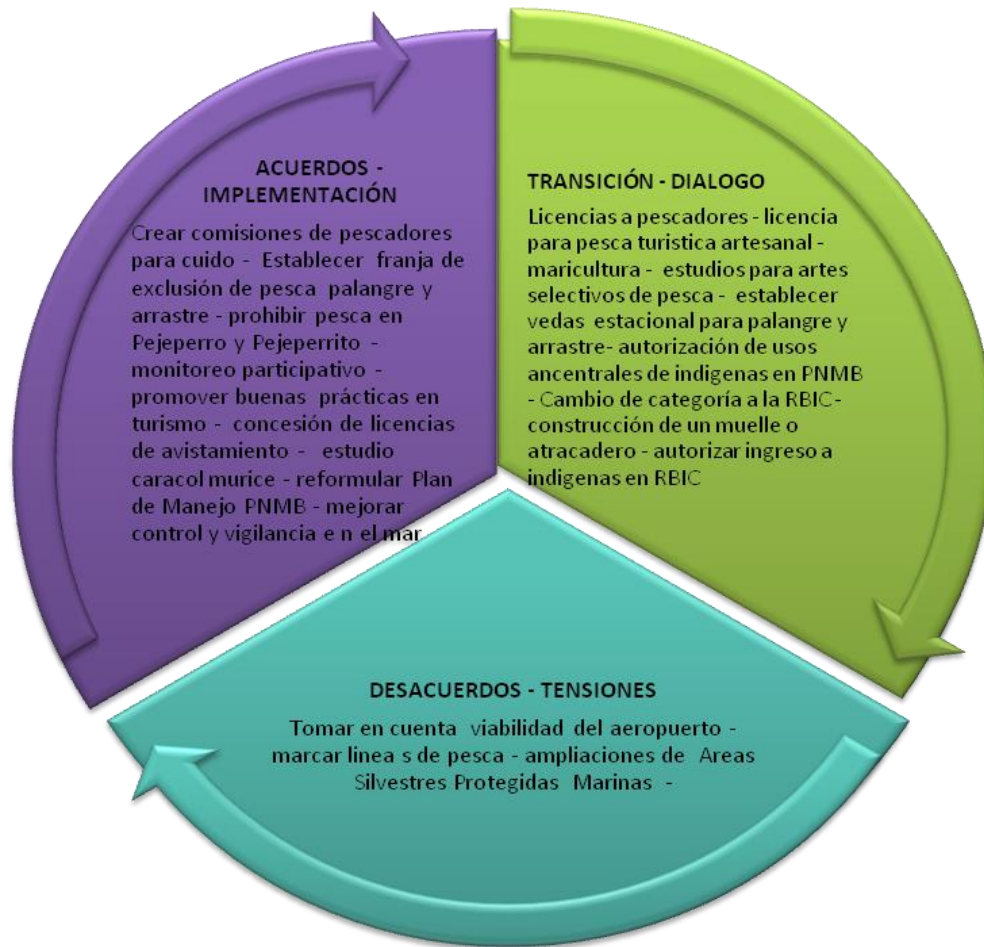 ACUERDOS -
IMPLEMENTACIÓN
Crear comisiones de pescadores
para cuido - Establecer franja de
exclusión de pesca palangre y
arrastre - prohibir pesca en
Pejeperro y Pejeperrito -
monitoreo participativo -
promover buenas prácticas en
turismo - concesión de licencias
de avistamiento - estudio
caracol murice - reformular Plan
de Manejo PNMB - mejorar
control y vigilancia e n el mar
TRANSICIÓN - DIALOGO
Licencias a pescadores - licencia
para pesca turistica artesanal -
maricultura - estudios para artes
selectivos de pesca - establecer
vedas estacional para palangre y
arrastre- autorización de usos
ancentrales de indigenas en PNMB
- Cambio de categoría a la RBIC-
construcción de un muelle o
atracadero - autorizar ingreso a
indigenas en RBIC
DESACUERDOS - TENSIONES
Tomar en cuenta viabilidad del aeropuerto -
marcar linea s de pesca - ampliaciones de Areas
Silvestres Protegidas Marinas -